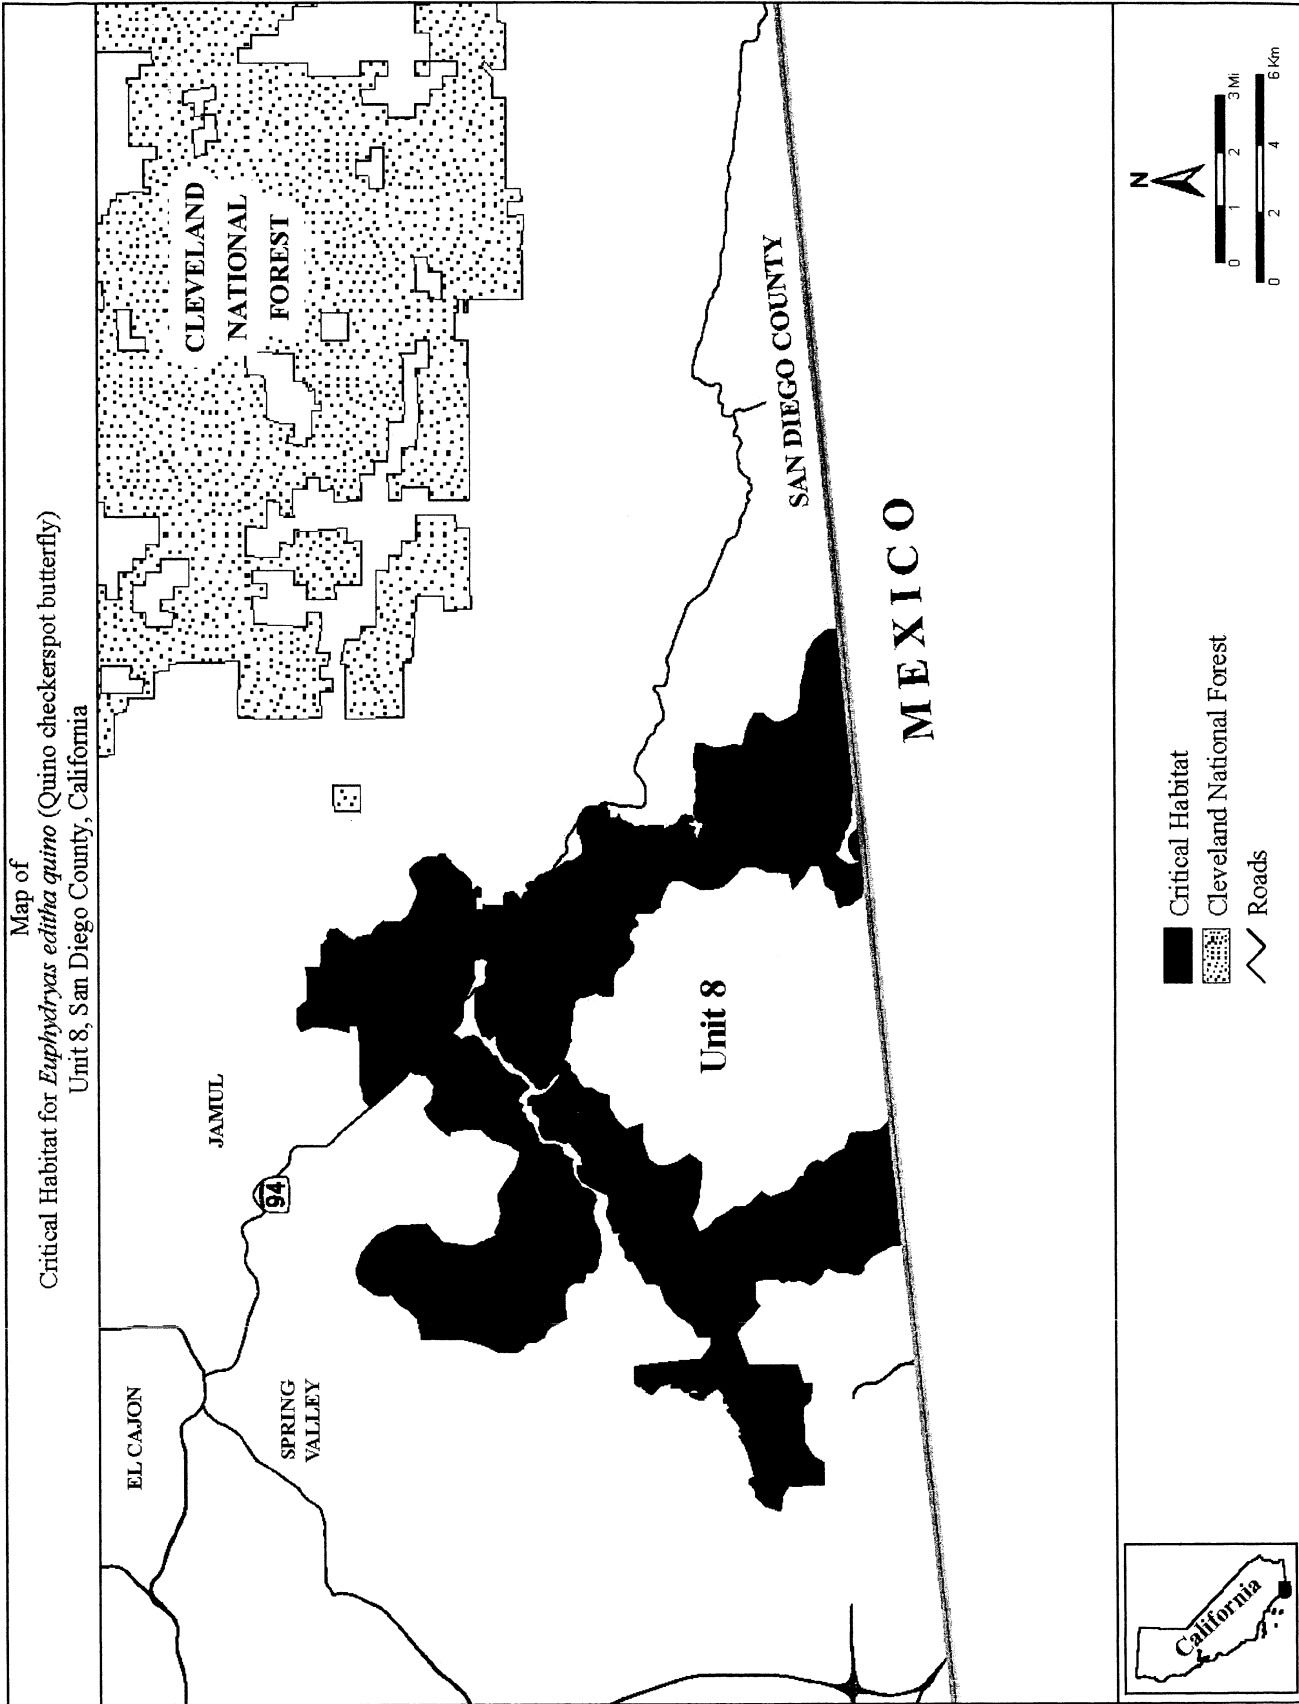 Map of
Critical Habitat for Euphydryas editha quino (Quino checkerspot butterfly)
Unit 8, San Diego County, California
EL CAJON
SPRING
VALLEY
94
JAMUL
CLEVELAND
NATIONAL
FOREST
Unit 8
SAN DIEGO COUNTY
MEXICO
California
Critical Habitat
Cleveland National Forest
Roads
N
0 1 2 3 Mi
0 2 4 6 Km